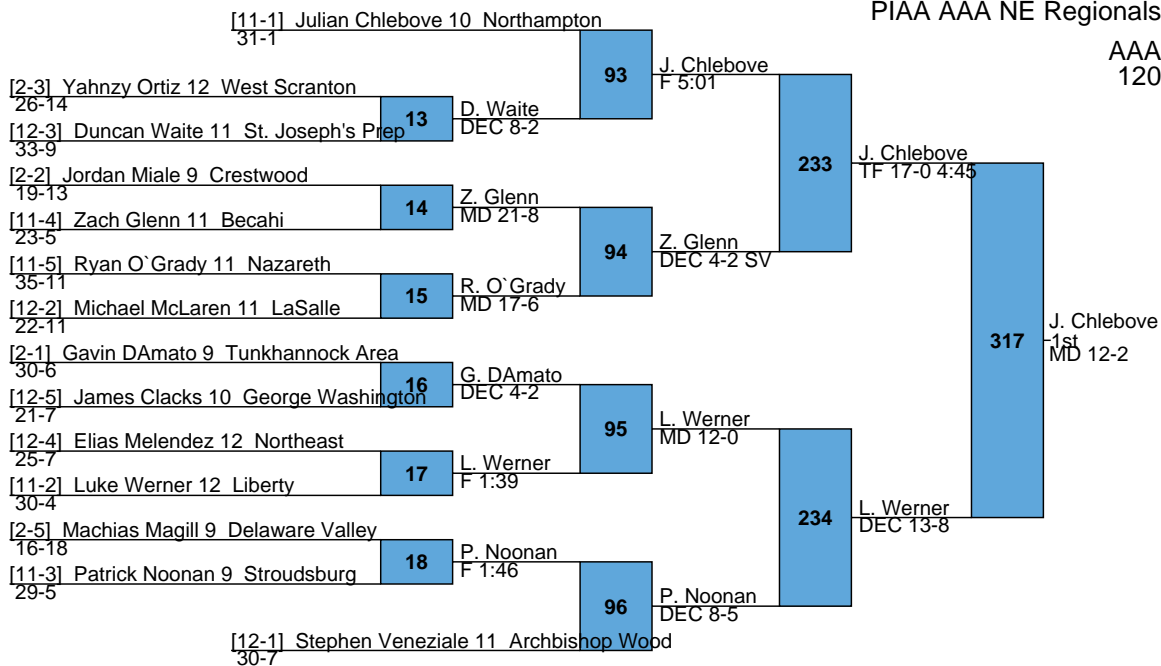 PIAA AAA NE Regionals
AAA
120
[11-1] Julian Chlebove 10 Northampton
31-1
[2-3] Yahnzy Ortiz 12 West Scranton
26-14
[12-3] Duncan Waite 11 St. Joseph's Prep
33-9
[2-2] Jordan Miale 9 Crestwood
19-13
[11-4] Zach Glenn 11 Becahi
23-5
[11-5] Ryan O`Grady 11 Nazareth
35-11
[12-2] Michael McLaren 11 LaSalle
22-11
[2-1] Gavin DAmato 9 Tunkhannock Area
30-6
[12-5] James Clacks 10 George Washington
21-7
[12-4] Elias Melendez 12 Northeast
25-7
[11-2] Luke Werner 12 Liberty
30-4
[2-5] Machias Magill 9 Delaware Valley
16-18
[11-3] Patrick Noonan 9 Stroudsburg
29-5
[12-1] Stephen Veneziale 11 Archbishop Wood
30-7
13
14
15
16
17
18
D. Waite
DEC 8-2
Z. Glenn
MD 21-8
R. O`Grady
MD 17-6
G. DAmato
DEC 4-2
L. Werner
F 1:39
P. Noonan
F 1:46
93
94
95
96
J. Chlebove
F 5:01
Z. Glenn
DEC 4-2 SV
L. Werner
MD 12-0
P. Noonan
DEC 8-5
233
234
J. Chlebove
TF 17-0 4:45
L. Werner
DEC 13-8
317
J. Chlebove
1st
MD 12-2